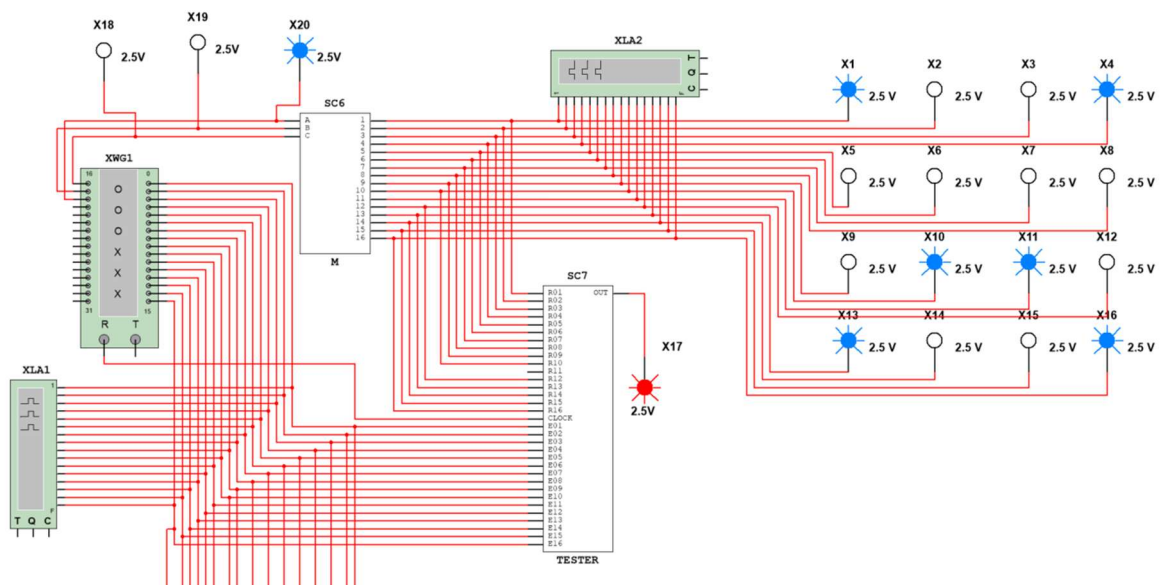 X18
2.5V
X19
2.5V
X20
2.5V
SC6
A
B
C
1
2
3
4
5
6
7
8
9
10
11
12
13
14
15
16
M
XLA2
1
F
T
Q
C
X1
2.5 V
X2
2.5 V
X3
2.5 V
X4
2.5 V
X5
2.5 V
X6
2.5 V
X7
2.5 V
X8
2.5 V
X9
2.5 V
X10
2.5 V
X11
2.5 V
X12
2.5 V
X13
2.5 V
X14
2.5 V
X15
2.5 V
X16
2.5 V
XWG1
16
0
O
O
O
X
X
X
31
15
R
T
XLA1
1
F
T Q C
SC7
R01
R02
R03
R04
R05
R06
R07
R08
R09
R10
R11
R12
R13
R14
R15
R16
CLOCK
E01
E02
E03
E04
E05
E06
E07
E08
E09
E10
E11
E12
E13
E14
E15
E16
OUT
TESTER
X17
2.5V